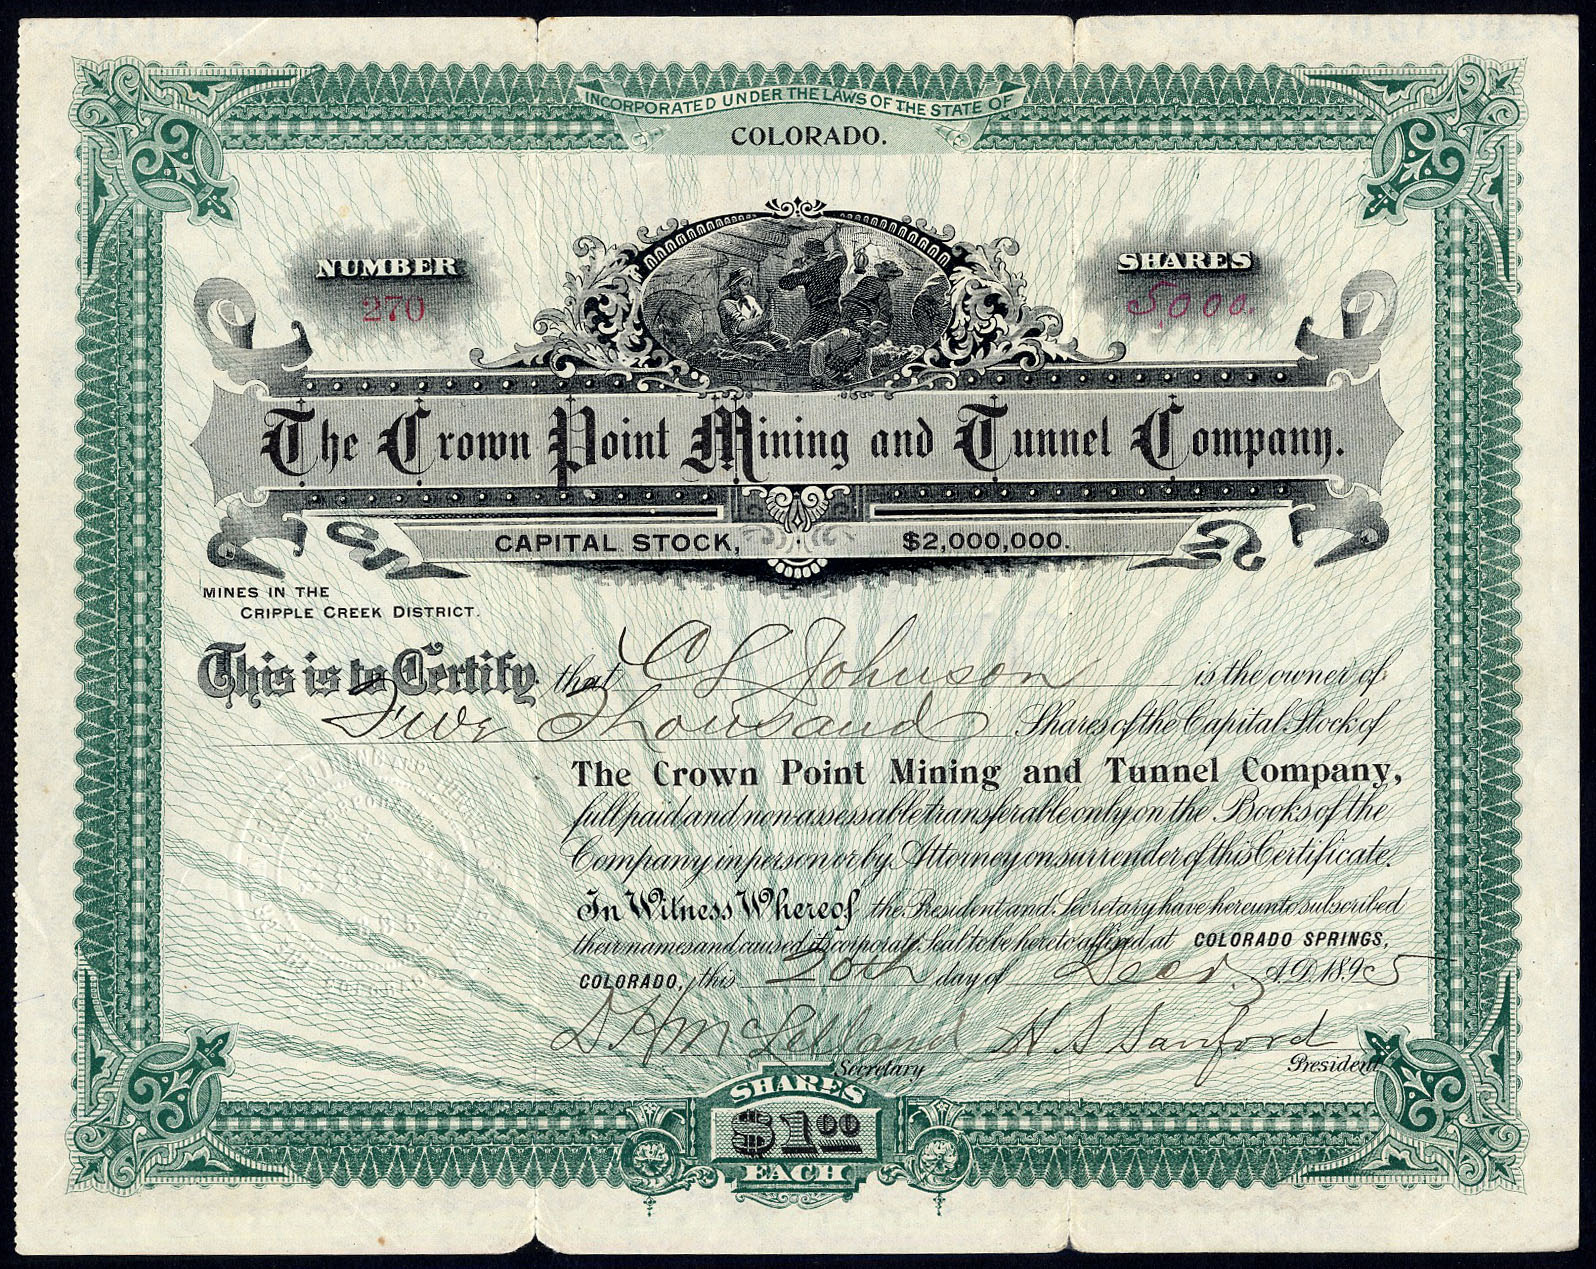 INCORPORATED UNDER THE LAWS OF THE STATE OF
COLORADO.
NUMBER
270
SHARES
5000.
The Crown Point Mining and Tunnel Company.
CAPITAL STOCK, $2,000,000.
MINES IN THE
CRIPPLE CREEK DISTRICT.
This is to Certify that C S Johnson is the owner of
Five Thousand Shares of the Capital Stock of
The Crown Point Mining and Tunnel Company,
full paid and non-assessable transferable only on the Books of the
Company in person or by Attorney on surrender of this Certificate.
In Witness Whereof the President and Secretary have hereunto subscribed
their names and caused its corporate Seal to be hereto affixed at COLORADO SPRINGS,
COLORADO, this 20th day of Decr. A.D. 1895
D H McLelland H S Sanford
Secretary President
SHARES
$1.00
EACH